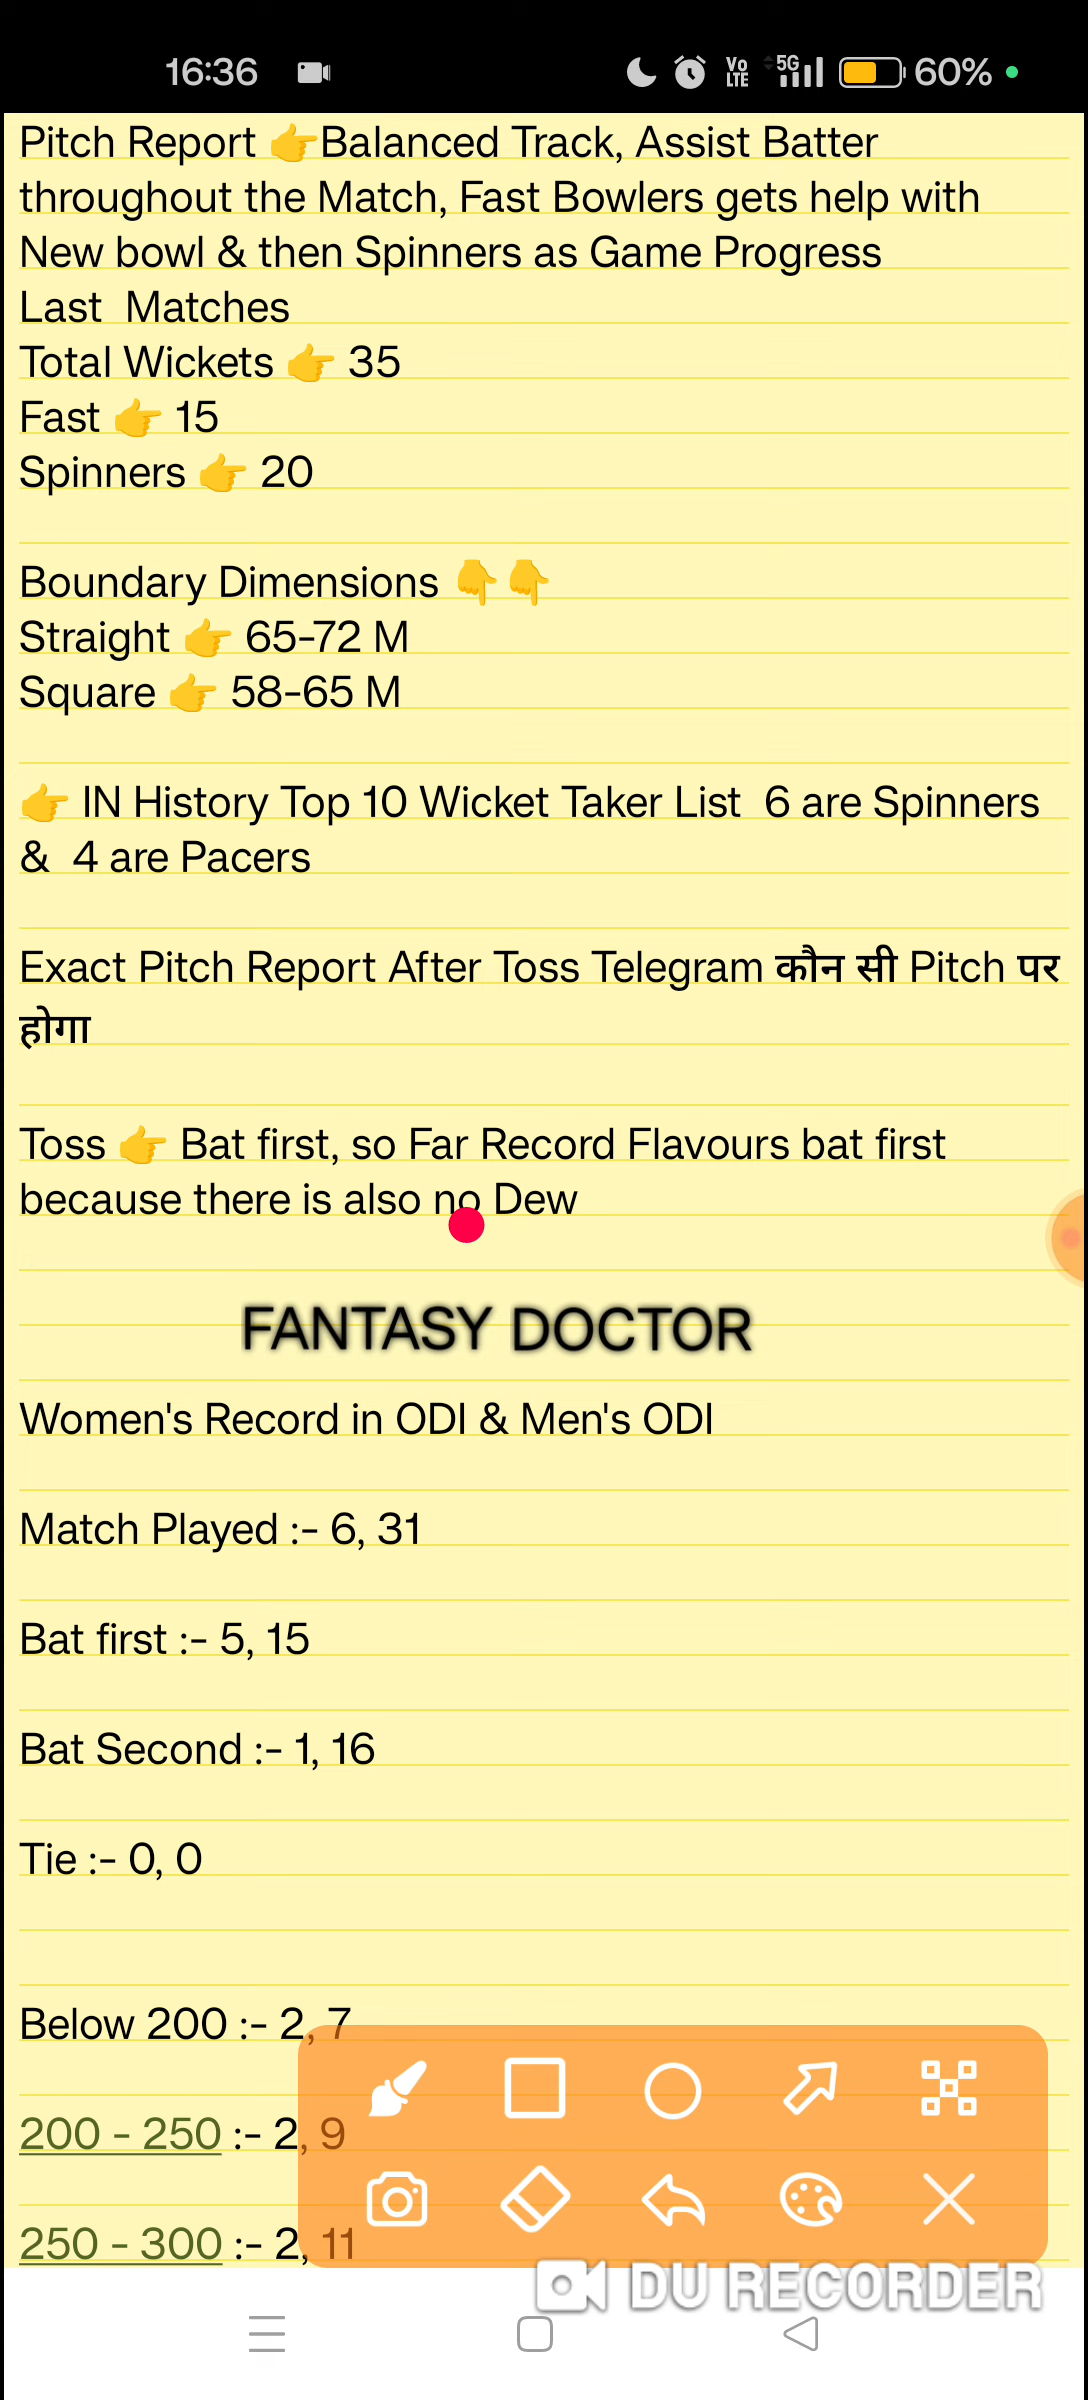 16:36 Vo LTE 5G 60%
Pitch Report 👉Balanced Track, Assist Batter
throughout the Match, Fast Bowlers gets help with
New bowl & then Spinners as Game Progress
Last  Matches
Total Wickets 👉 35
Fast 👉 15
Spinners 👉 20
Boundary Dimensions 👇👇
Straight 👉 65-72 M
Square 👉 58-65 M
👉 IN History Top 10 Wicket Taker List  6 are Spinners
&  4 are Pacers
Exact Pitch Report After Toss Telegram कौन सी Pitch पर
होगा
Toss 👉 Bat first, so Far Record Flavours bat first
because there is also no Dew
FANTASY DOCTOR
Women's Record in ODI & Men's ODI
Match Played :- 6, 31
Bat first :- 5, 15
Bat Second :- 1, 16
Tie :- 0, 0
Below 200 :- 2, 7
200 - 250 :- 2, 9
250 - 300 :- 2, 11
DU RECORDER